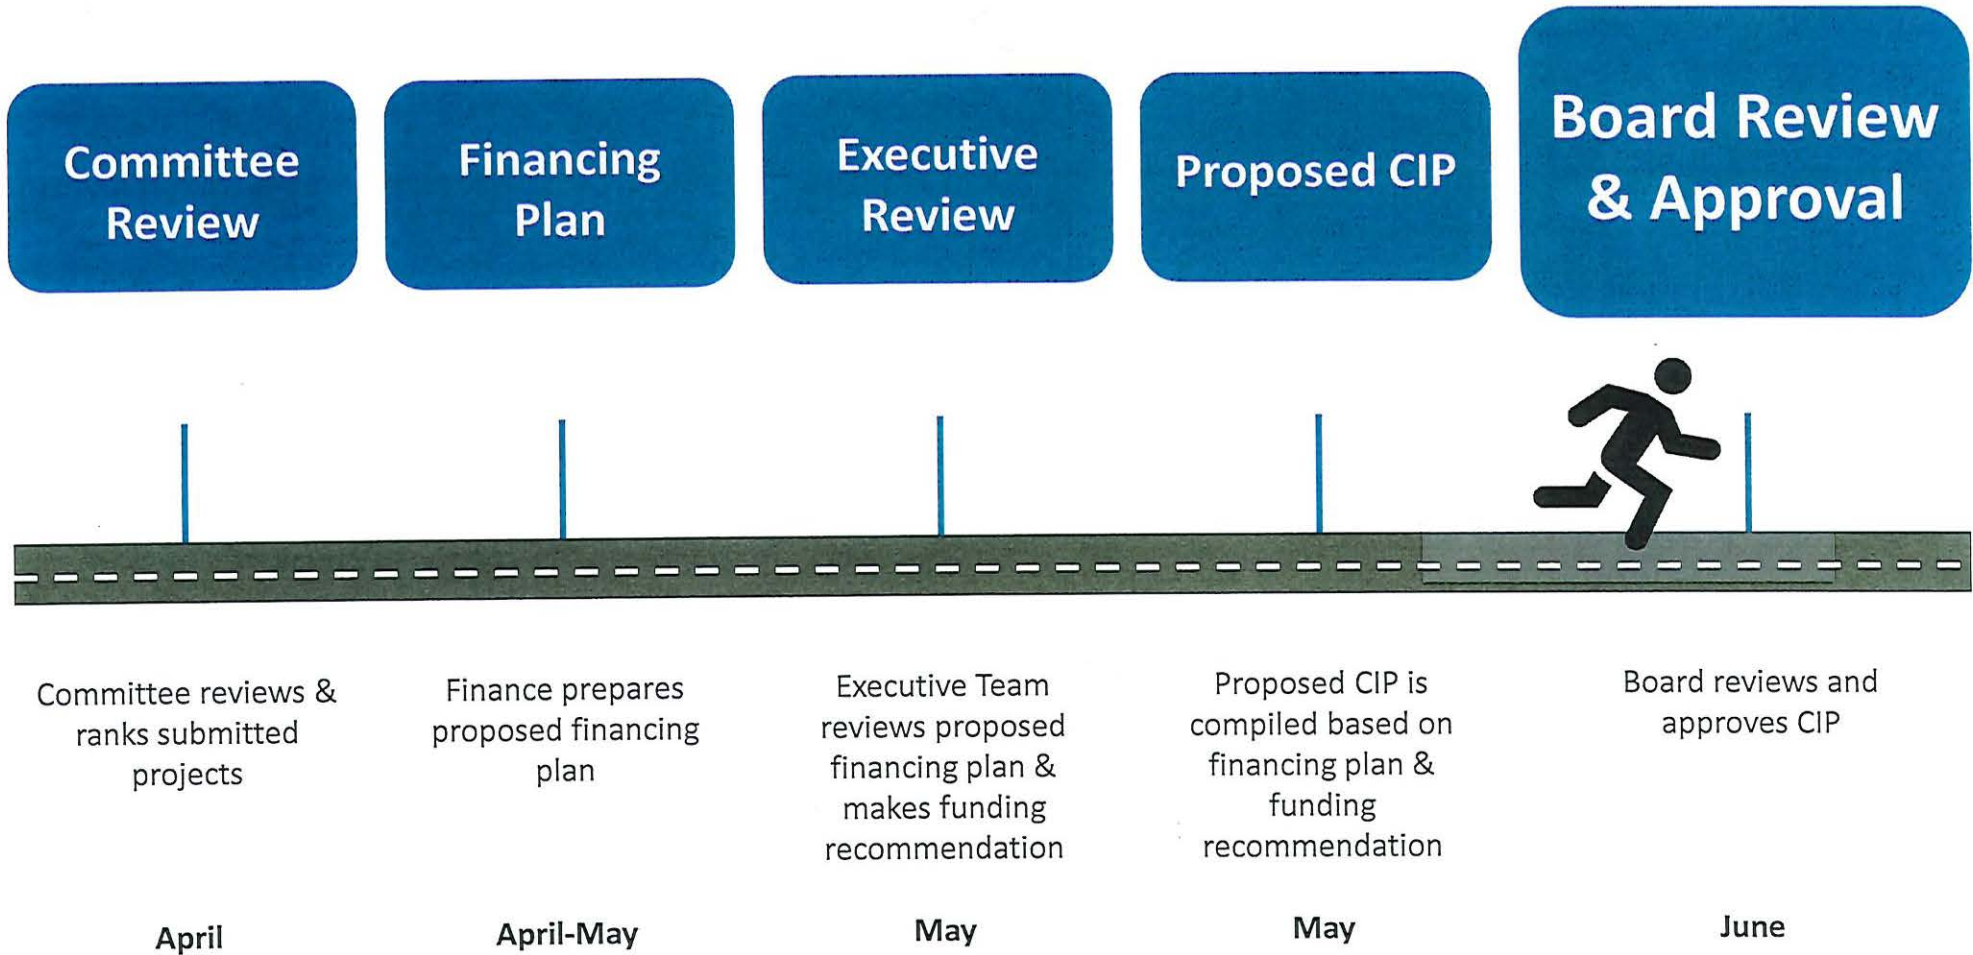 Committee
Review
Financing
Plan
Executive
Review
Proposed CIP
Board Review
& Approval
Committee reviews &
ranks submitted
projects
Finance prepares
proposed financing
plan
Executive Team
reviews proposed
financing plan &
makes funding
recommendation
Proposed CIP is
compiled based on
financing plan &
funding
recommendation
Board reviews and
approves CIP
April
April-May
May
May
June